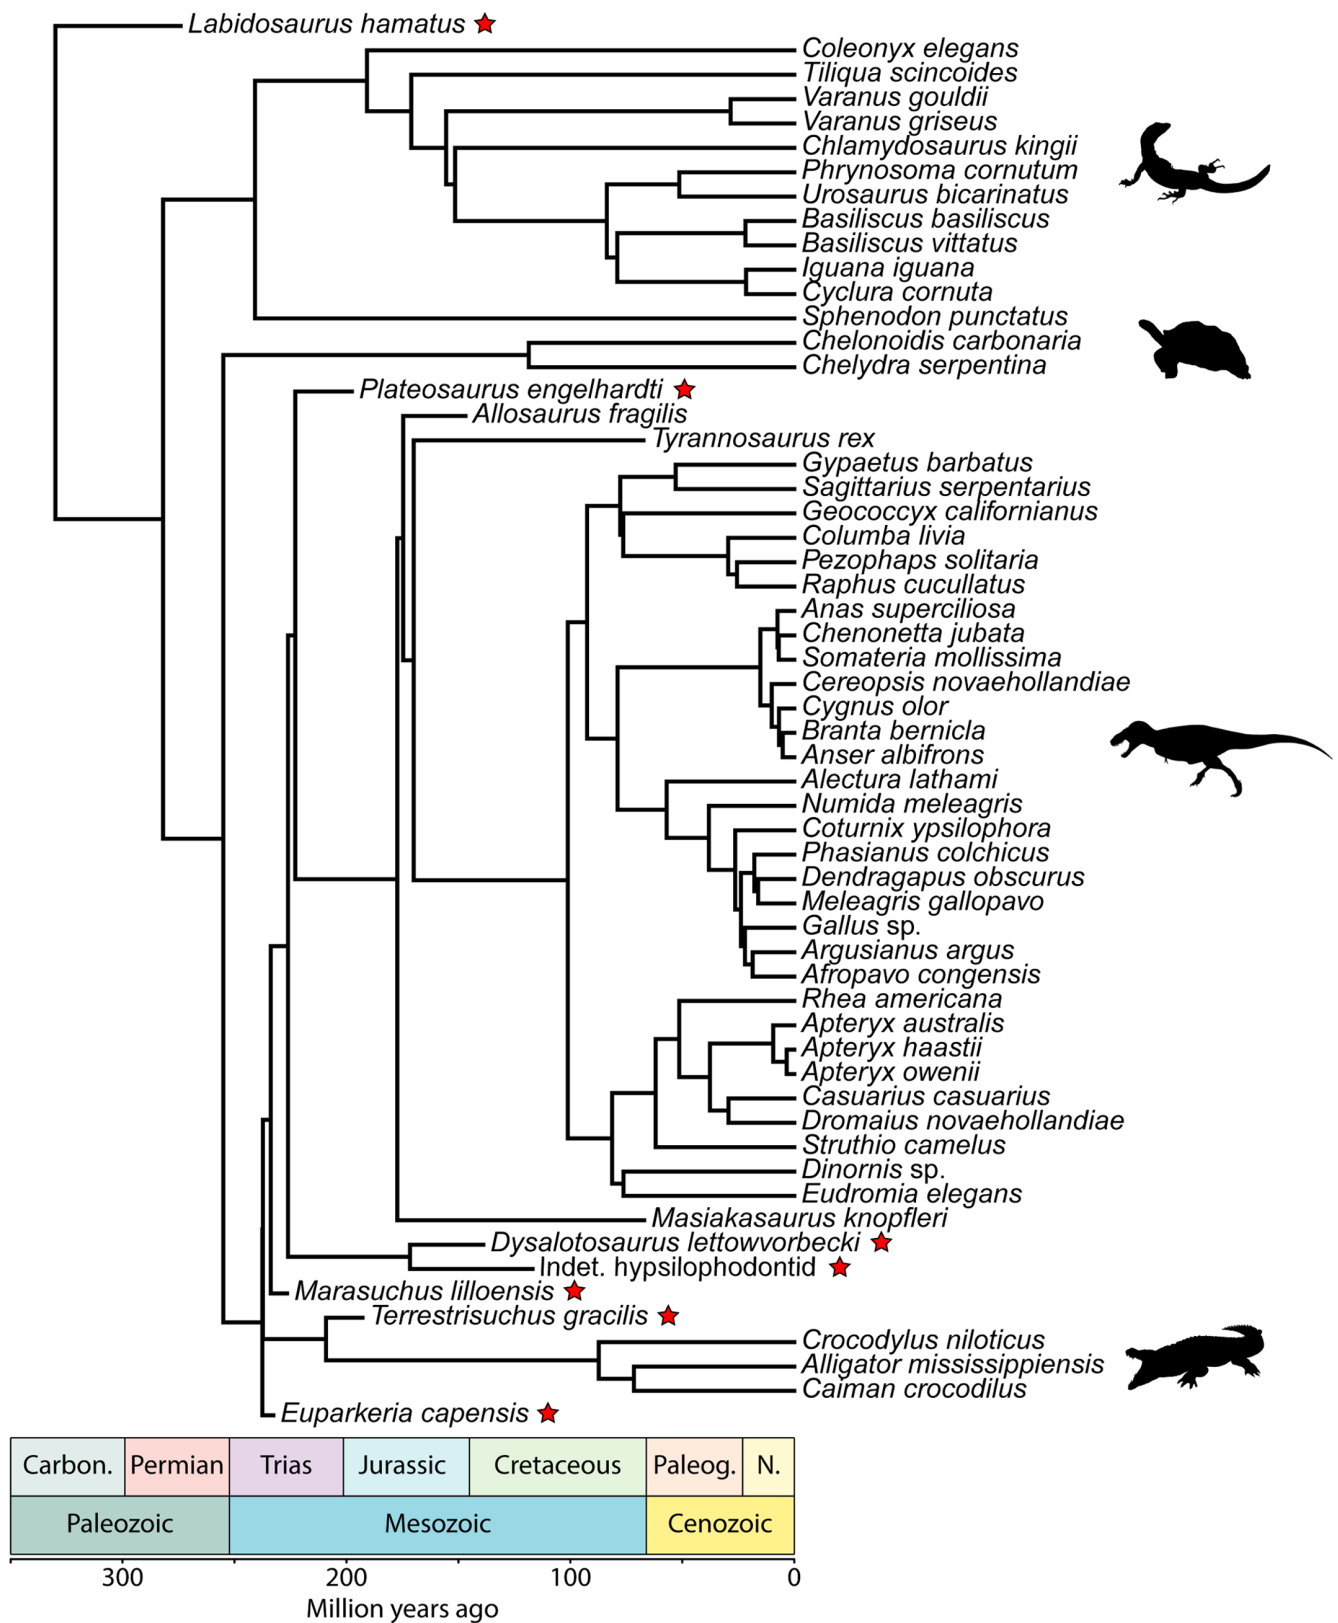 Labidosaurus hamatus
Coleonyx elegans
Tiliqua scincoides
Varanus gouldii
Varanus griseus
Chlamydosaurus kingii
Phrynosoma cornutum
Urosaurus bicarinatus
Basiliscus basiliscus
Basiliscus vittatus
Iguana iguana
Cyclura cornuta
Sphenodon punctatus
Chelonoidis carbonaria
Chelydra serpentina
Plateosaurus engelhardti
Allosaurus fragilis
Tyrannosaurus rex
Gypaetus barbatus
Sagittarius serpentarius
Geococcyx californianus
Columba livia
Pezophaps solitaria
Raphus cucullatus
Anas superciliosa
Chenonetta jubata
Somateria mollissima
Cereopsis novaehollandiae
Cygnus olor
Branta bernicla
Anser albifrons
Alectura lathami
Numida meleagris
Coturnix ypsilophora
Phasianus colchicus
Dendragapus obscurus
Meleagris gallopavo
Gallus sp.
Argusianus argus
Afropavo congensis
Rhea americana
Apteryx australis
Apteryx haastii
Apteryx owenii
Casuarius casuarius
Dromaius novaehollandiae
Struthio camelus
Dinornis sp.
Eudromia elegans
Masiakasaurus knopfleri
Dysalotosaurus lettowvorbecki
Indet. hypsilophodontid
Marasuchus lilloensis
Terrestrisuchus gracilis
Crocodylus niloticus
Alligator mississippiensis
Caiman crocodilus
Euparkeria capensis
Carbon. Permian Trias Jurassic Cretaceous Paleog. N.
Paleozoic Mesozoic Cenozoic
300 200 100 0
Million years ago